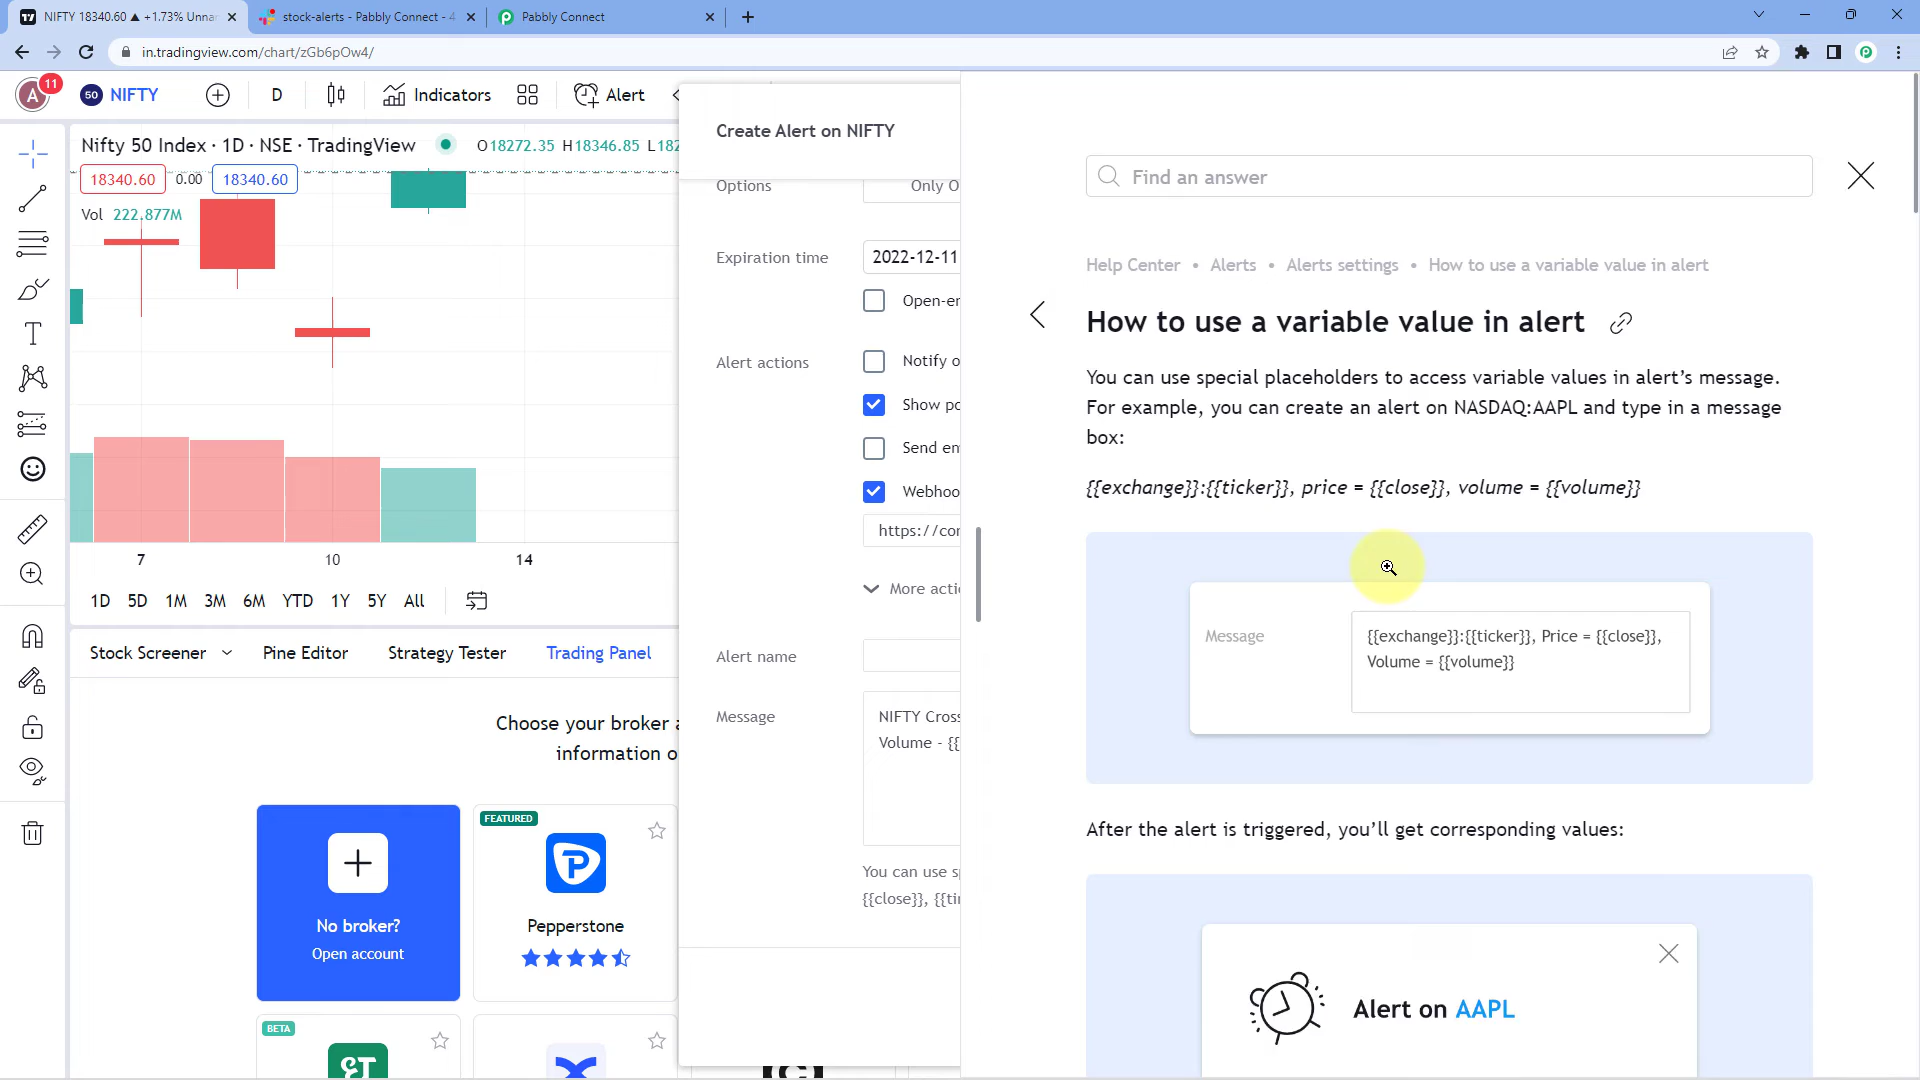 NIFTY 18340.60 ▲ +1.73% Unnar
stock-alerts - Pabbly Connect - 4
Pabbly Connect
in.tradingview.com/chart/zGb6pOw4/
A
11
50 NIFTY
D
Indicators
Alert
Nifty 50 Index · 1D · NSE · TradingView
O18272.35 H18346.85 L182
18340.60 0.00 18340.60
Vol 222.877M
7 10 14
1D 5D 1M 3M 6M YTD 1Y 5Y All
Stock Screener Pine Editor Strategy Tester Trading Panel
Choose your broker a
information o
No broker?
Open account
FEATURED
Pepperstone
BETA
Create Alert on NIFTY
Options
Only O
Expiration time
2022-12-11
Open-en
Alert actions
Notify o
Show po
Send em
Webhoo
https://con
More actio
Alert name
Message
NIFTY Cross
Volume - {{
You can use sp
{{close}}, {{tim
Find an answer
Help Center • Alerts • Alerts settings • How to use a variable value in alert
How to use a variable value in alert
You can use special placeholders to access variable values in alert’s message.
For example, you can create an alert on NASDAQ:AAPL and type in a message
box:
{{exchange}}:{{ticker}}, price = {{close}}, volume = {{volume}}
Message
{{exchange}}:{{ticker}}, Price = {{close}},
Volume = {{volume}}
After the alert is triggered, you’ll get corresponding values:
Alert on AAPL